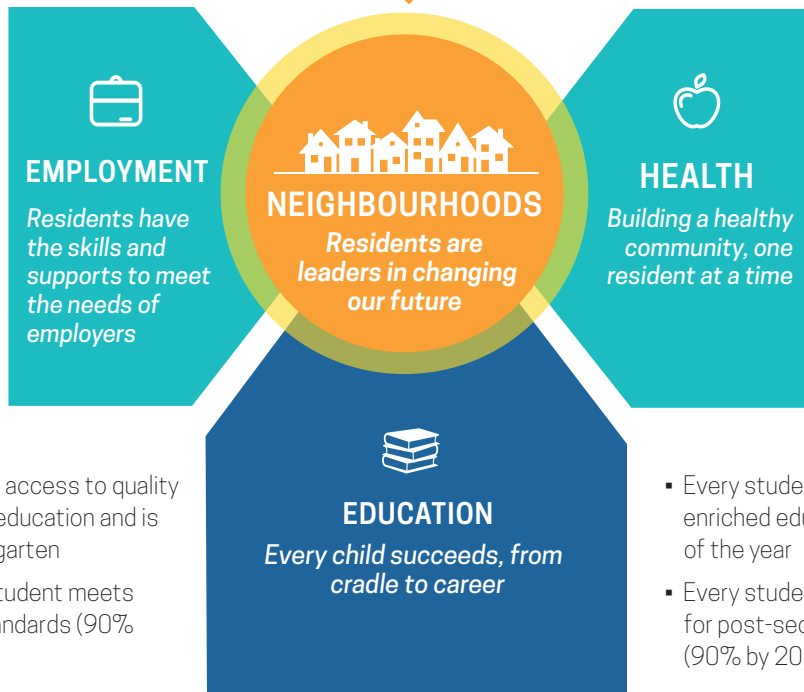 EMPLOYMENT
Residents have
the skills and
supports to meet
the needs of
employers
NEIGHBOURHOODS
Residents are
leaders in changing
our future
HEALTH
Building a healthy
community, one
resident at a time
EDUCATION
Every child succeeds, from
cradle to career
access to quality
education and is
garten
tudent meets
andards (90%
▪ Every stude
enriched edu
of the year
▪ Every stude
for post-sec
(90% by 20